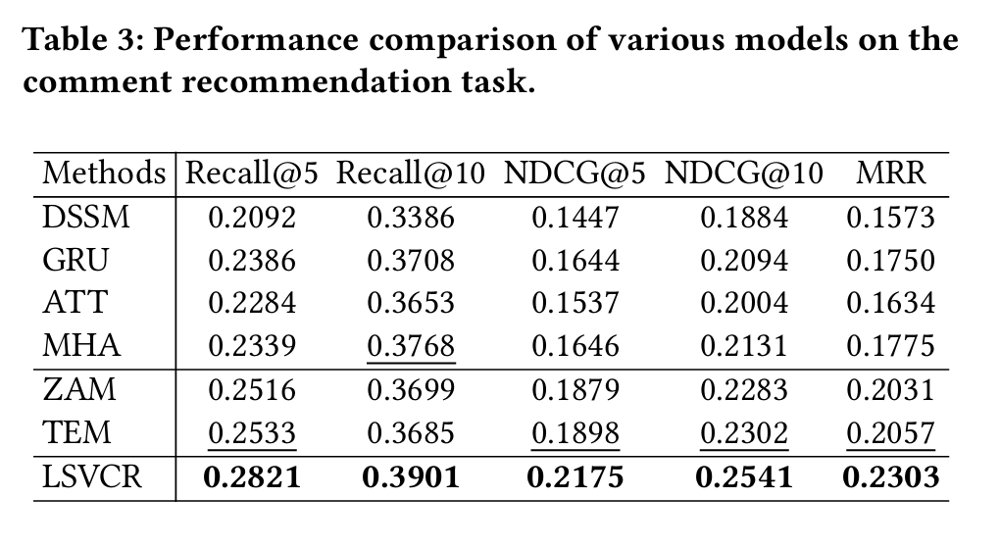 Table 3: Performance comparison of various models on the
comment recommendation task.
Methods Recall@5 Recall@10 NDCG@5 NDCG@10 MRR
DSSM 0.2092 0.3386 0.1447 0.1884 0.1573
GRU 0.2386 0.3708 0.1644 0.2094 0.1750
ATT 0.2284 0.3653 0.1537 0.2004 0.1634
MHA 0.2339 0.3768 0.1646 0.2131 0.1775
ZAM 0.2516 0.3699 0.1879 0.2283 0.2031
TEM 0.2533 0.3685 0.1898 0.2302 0.2057
LSVCR 0.2821 0.3901 0.2175 0.2541 0.2303